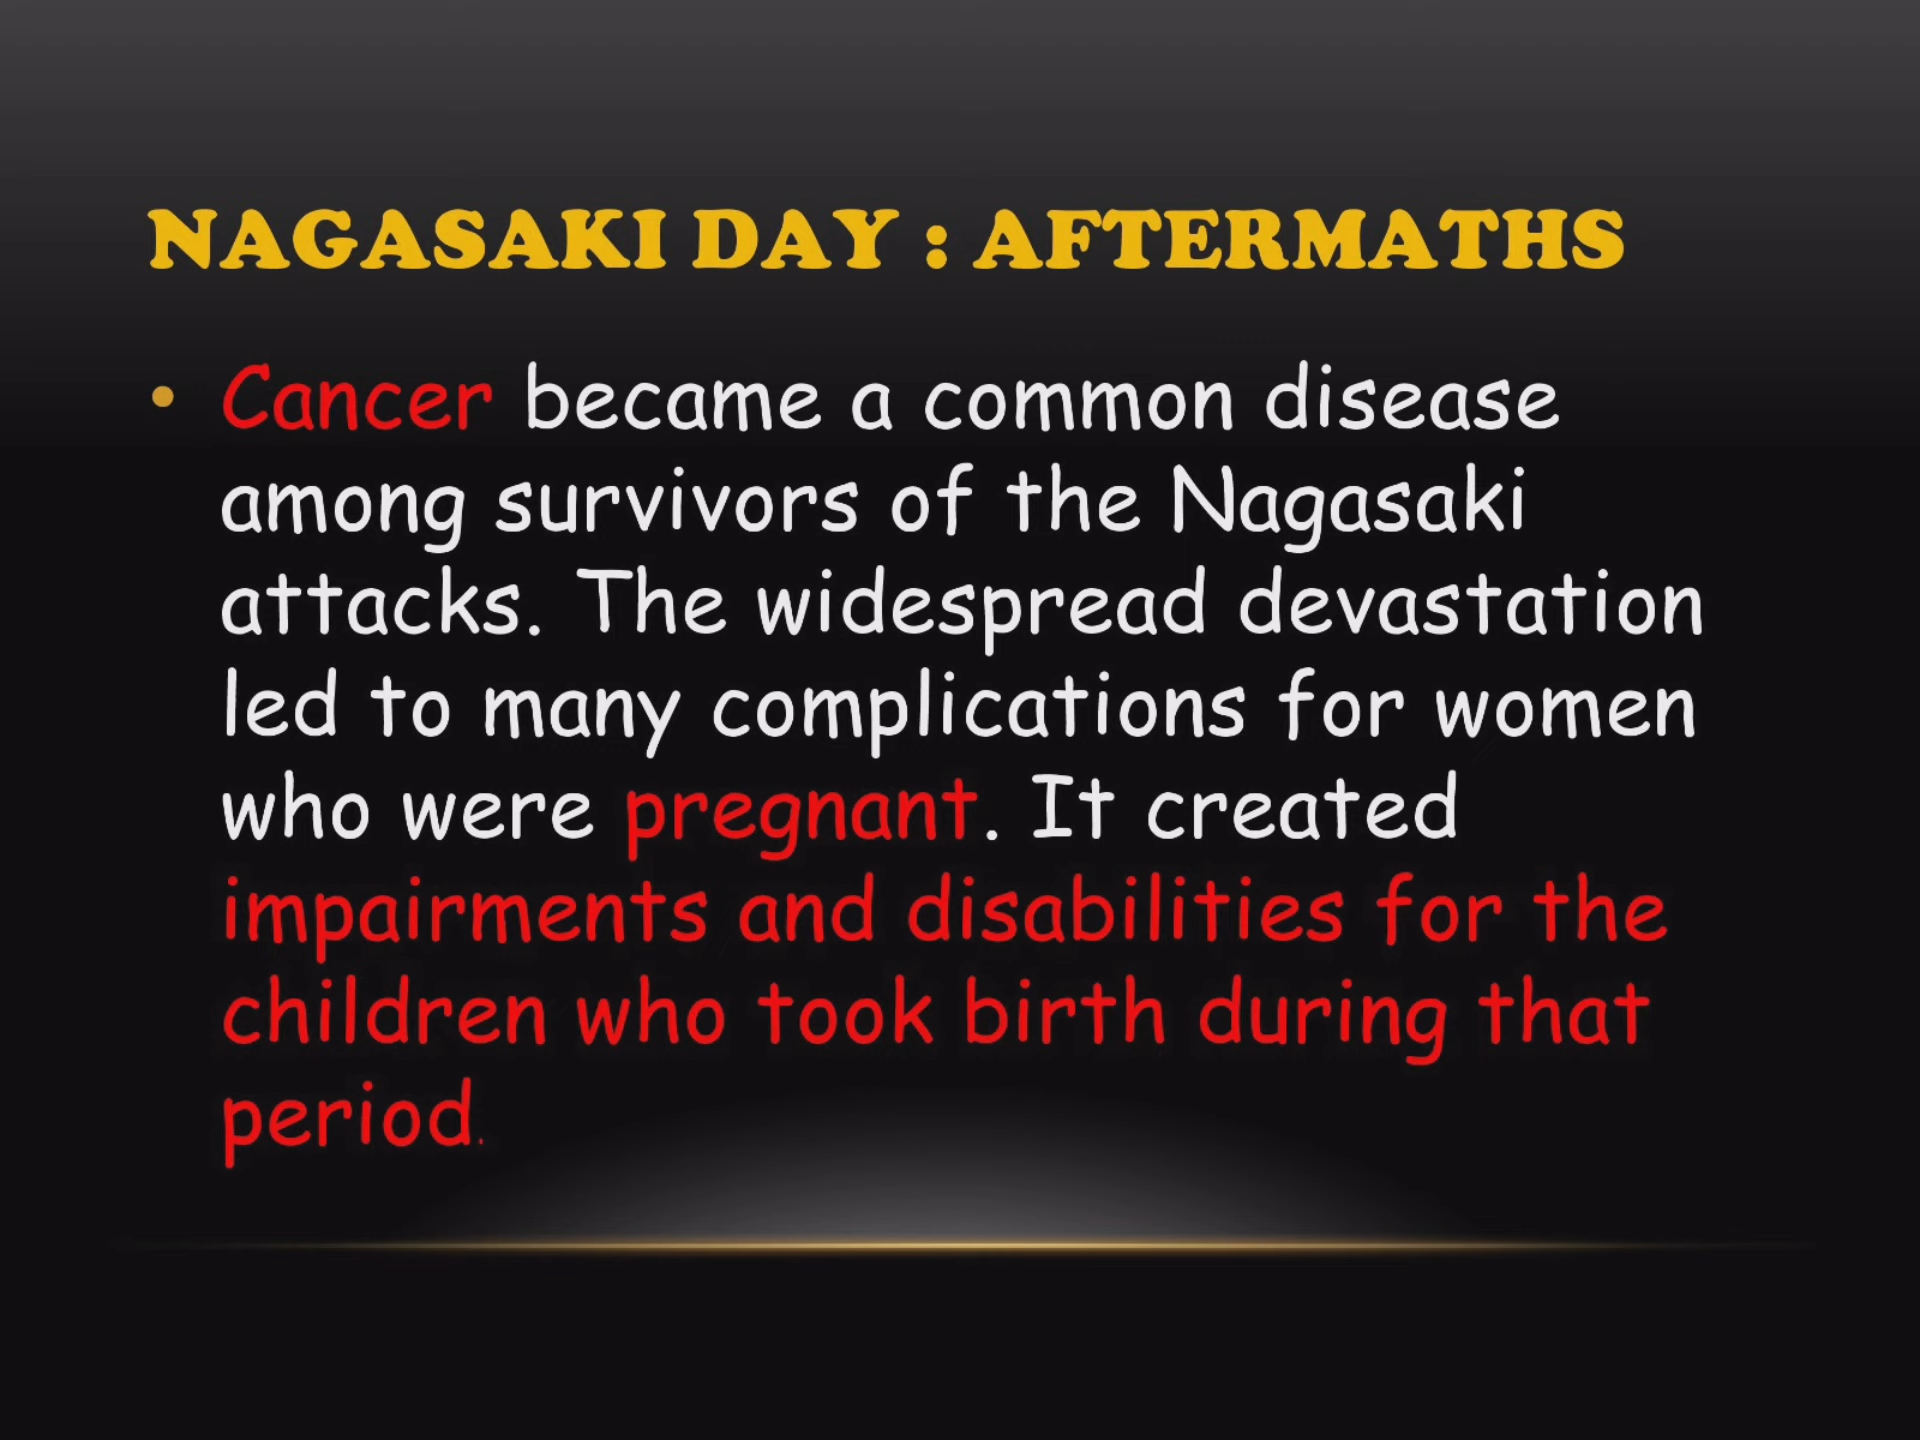 NAGASAKI DAY : AFTERMATHS
• Cancer became a common disease
among survivors of the Nagasaki
attacks. The widespread devastation
led to many complications for women
who were pregnant. It created
impairments and disabilities for the
children who took birth during that
period.